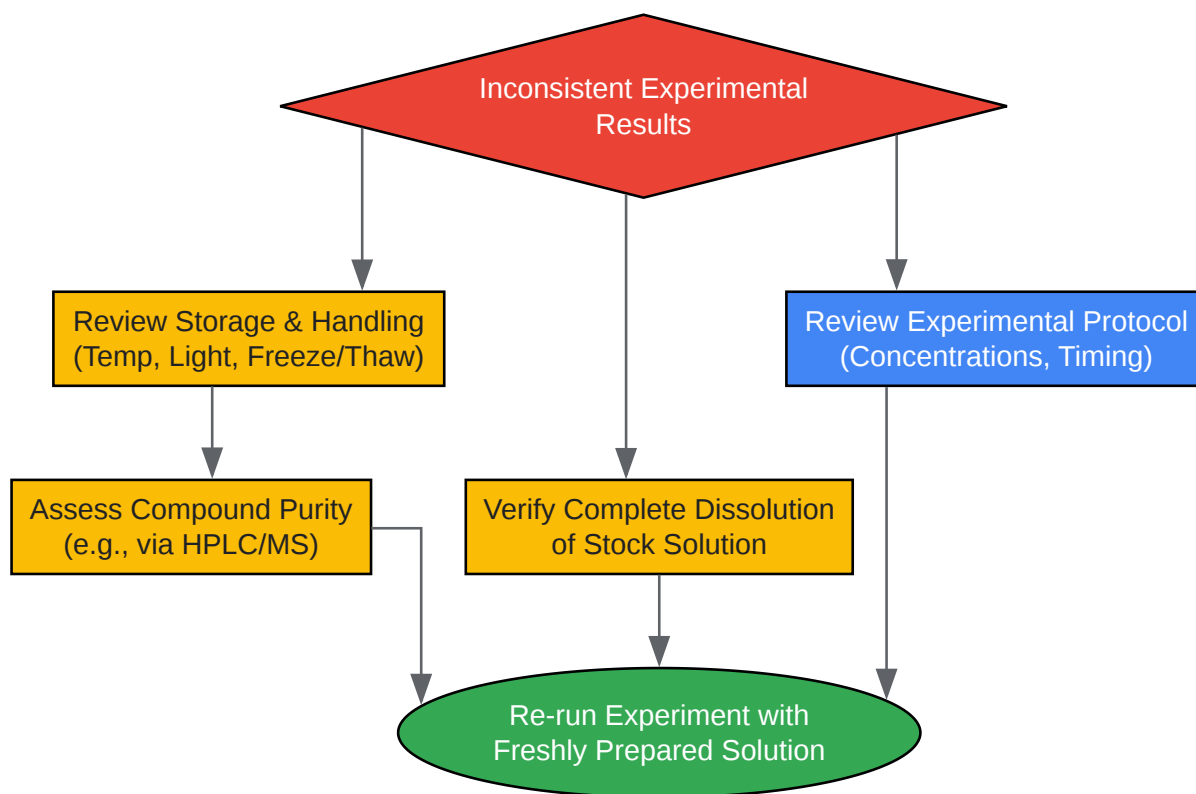 Inconsistent Experimental
Results
Review Storage & Handling
(Temp, Light, Freeze/Thaw)
Review Experimental Protocol
(Concentrations, Timing)
Assess Compound Purity
(e.g., via HPLC/MS)
Verify Complete Dissolution
of Stock Solution
Re-run Experiment with
Freshly Prepared Solution